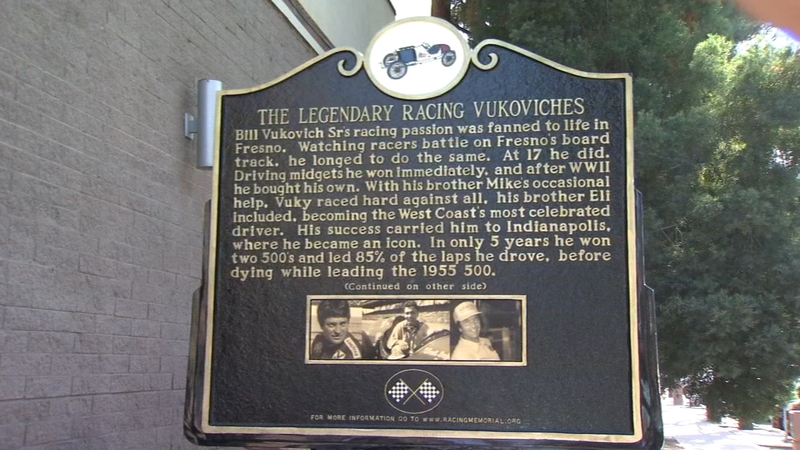 THE LEGENDARY RACING VUKOVICHES
Bill Vukovich Sr's racing passion was fanned to life in
Fresno. Watching racers battle on Fresno's board
track, he longed to do the same. At 17 he did.
Driving midgets he won immediately, and after WWII
he bought his own. With his brother Mike's occasional
help, Vuky raced hard against all, his brother Eli
included, becoming the West Coast's most celebrated
driver. His success carried him to Indianapolis,
where he became an icon. In only 5 years he won
two 500's and led 85% of the laps he drove, before
dying while leading the 1955 500.
(Continued on other side)
FOR MORE INFORMATION GO TO WWW.RACINGMEMORIAL.ORG